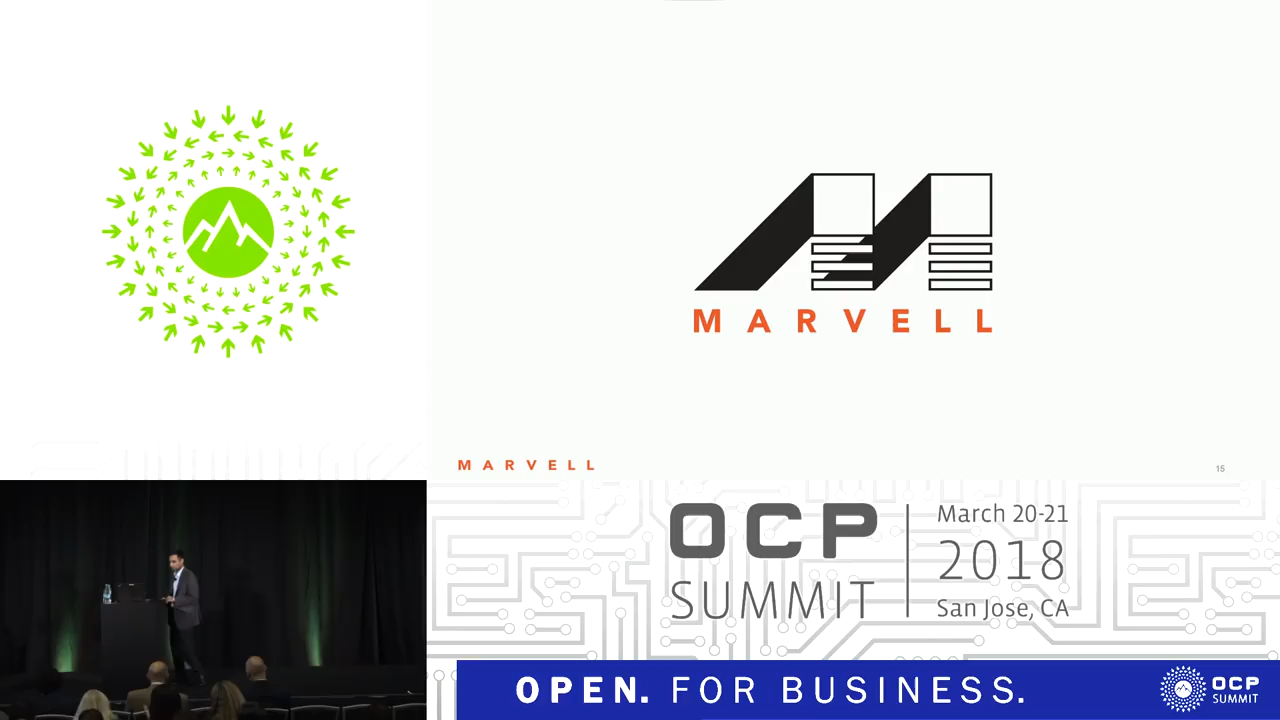 MARVELL
MARVELL
15
OCP
SUMMIT
March 20-21
2018
San Jose, CA
OPEN. FOR BUSINESS.
OCP
SUMMIT